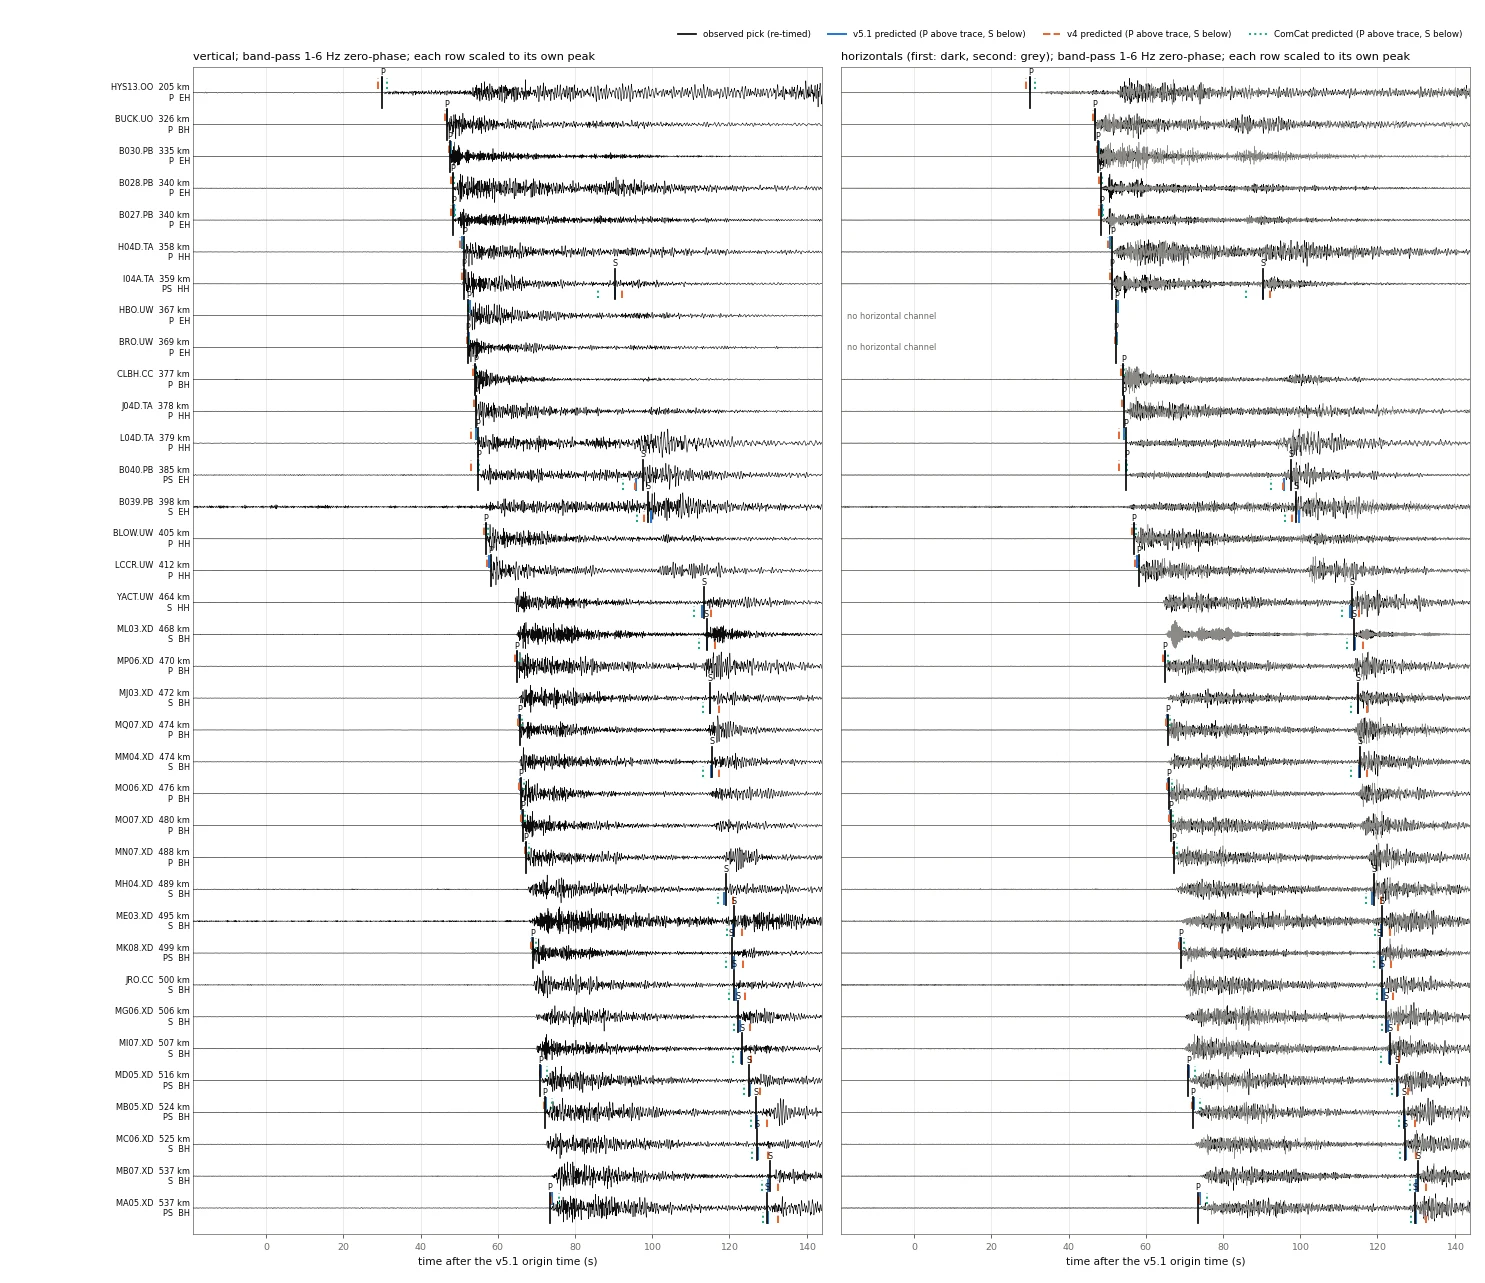 observed pick (re-timed)
v5.1 predicted (P above trace, S below)
v4 predicted (P above trace, S below)
ComCat predicted (P above trace, S below)
vertical; band-pass 1-6 Hz zero-phase; each row scaled to its own peak
horizontals (first: dark, second: grey); band-pass 1-6 Hz zero-phase; each row scaled to its own peak
HYS13.OO 205 km
P EH
BUCK.UO 326 km
P BH
B030.PB 335 km
P EH
B028.PB 340 km
P EH
B027.PB 340 km
P EH
H04D.TA 358 km
P HH
I04A.TA 359 km
PS HH
HBO.UW 367 km
P EH
no horizontal channel
BRO.UW 369 km
P EH
no horizontal channel
CLBH.CC 377 km
P BH
J04D.TA 378 km
P HH
L04D.TA 379 km
P HH
B040.PB 385 km
PS EH
B039.PB 398 km
S EH
BLOW.UW 405 km
P HH
LCCR.UW 412 km
P HH
YACT.UW 464 km
S HH
ML03.XD 468 km
S BH
MP06.XD 470 km
P BH
MJ03.XD 472 km
S BH
MQ07.XD 474 km
P BH
MM04.XD 474 km
S BH
MO06.XD 476 km
P BH
MO07.XD 480 km
P BH
MN07.XD 488 km
P BH
MH04.XD 489 km
S BH
ME03.XD 495 km
S BH
MK08.XD 499 km
PS BH
JRO.CC 500 km
S BH
MG06.XD 506 km
S BH
MI07.XD 507 km
S BH
MD05.XD 516 km
PS BH
MB05.XD 524 km
PS BH
MC06.XD 525 km
S BH
MB07.XD 537 km
S BH
MA05.XD 537 km
PS BH
0 20 40 60 80 100 120 140
0 20 40 60 80 100 120 140
time after the v5.1 origin time (s)
time after the v5.1 origin time (s)